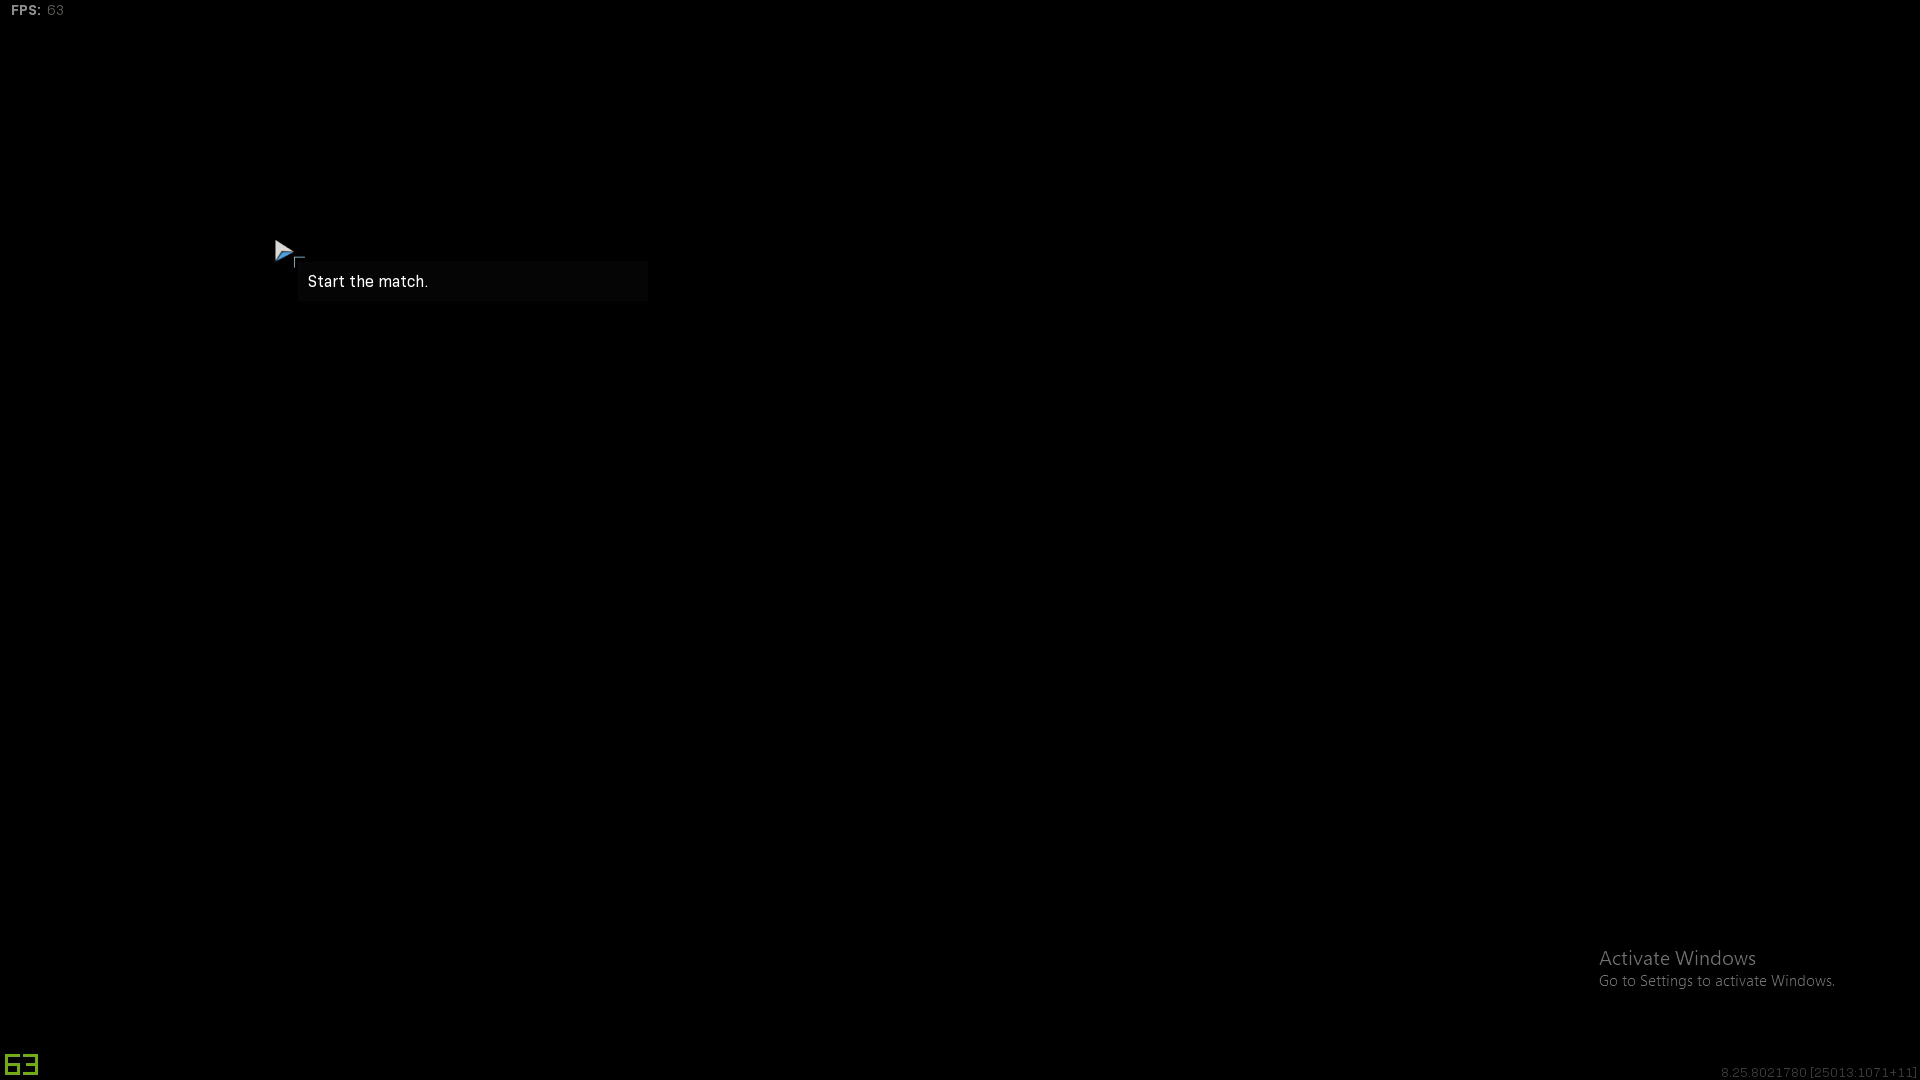 FPS: 63
Start the match.
Activate Windows
Go to Settings to activate Windows.
63
8.25.8021780 [25013:1071+11]